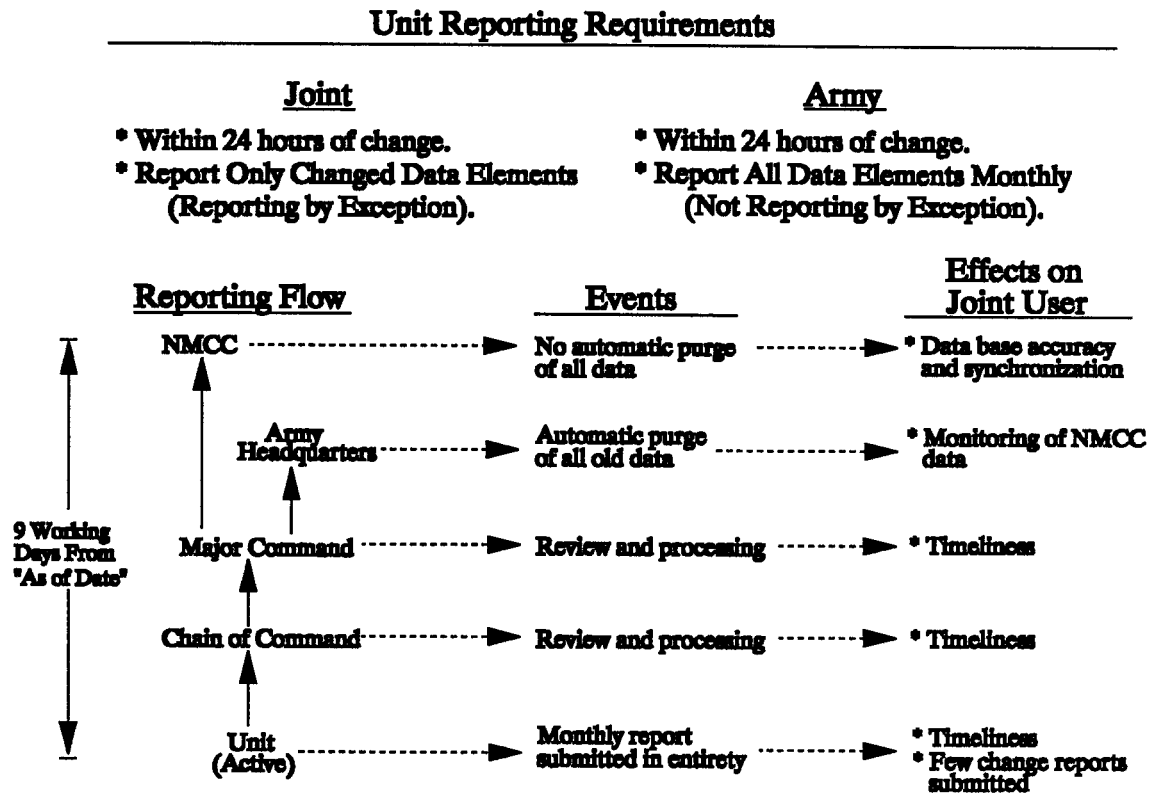 Unit Reporting Requirements
Joint
* Within 24 hours of change.
* Report Only Changed Data Elements
(Reporting by Exception).
Army
* Within 24 hours of change.
* Report All Data Elements Monthly
(Not Reporting by Exception).
Reporting Flow
Events
Effects on
Joint User
NMCC
No automatic purge
of all data
* Data base accuracy
and synchronization
Army
Headquarters
Automatic purge
of all old data
* Monitoring of NMCC
data
9 Working
Days From
"As of Date"
Major Command
Review and processing
* Timeliness
Chain of Command
Review and processing
* Timeliness
Unit
(Active)
Monthly report
submitted in entirety
* Timeliness
* Few change reports
submitted